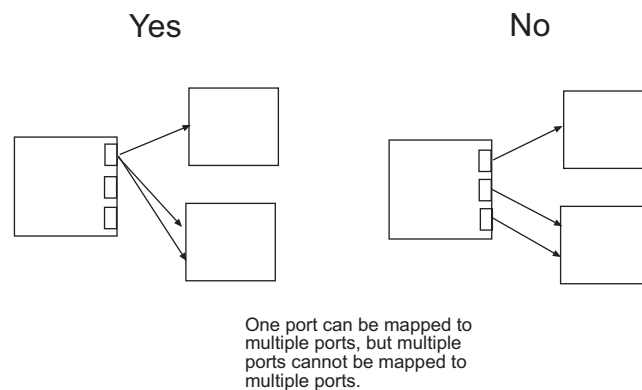 Yes
No
One port can be mapped to
multiple ports, but multiple
ports cannot be mapped to
multiple ports.